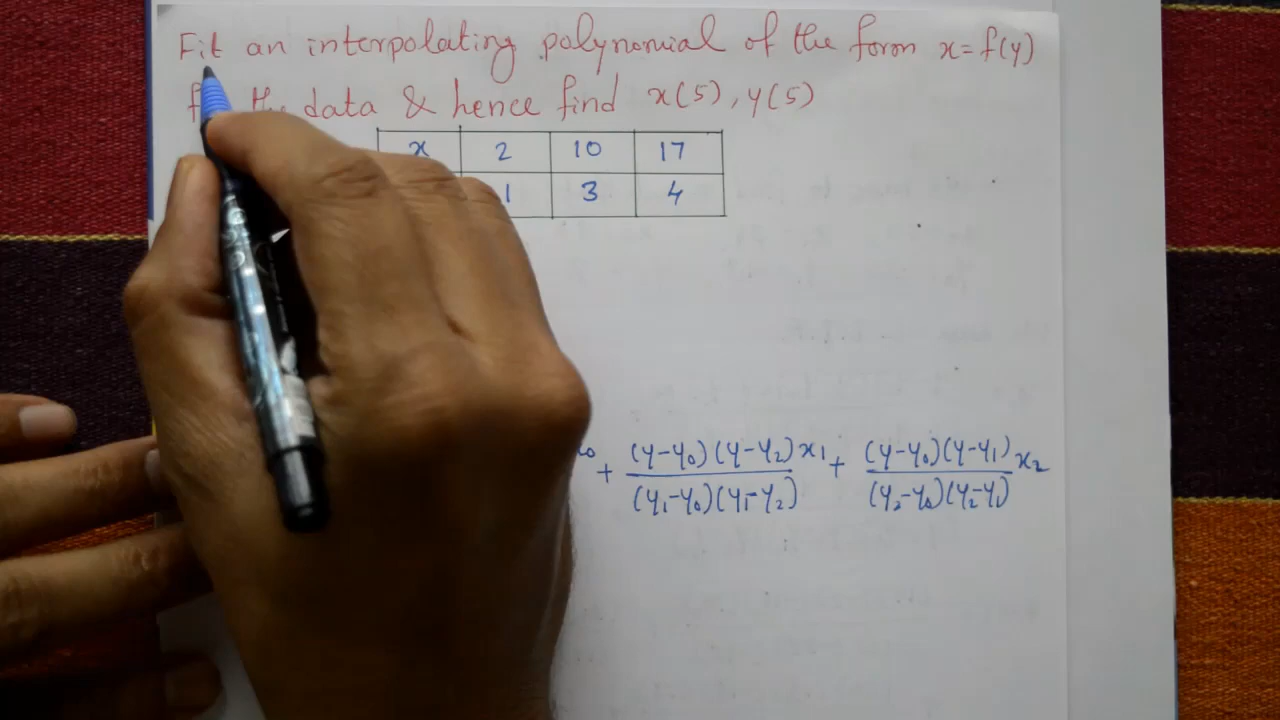 Fit an interpolating polynomial of the form x=f(y)
the data & hence find x(5), y(5)
x 2 10 17
1 3 4
+ (y-y₀)(y-y₂)x₁ + (y-y₀)(y-y₁) x₂
(y₁-y₀)(y₁-y₂) (y₂-y₀)(y₂-y₁)